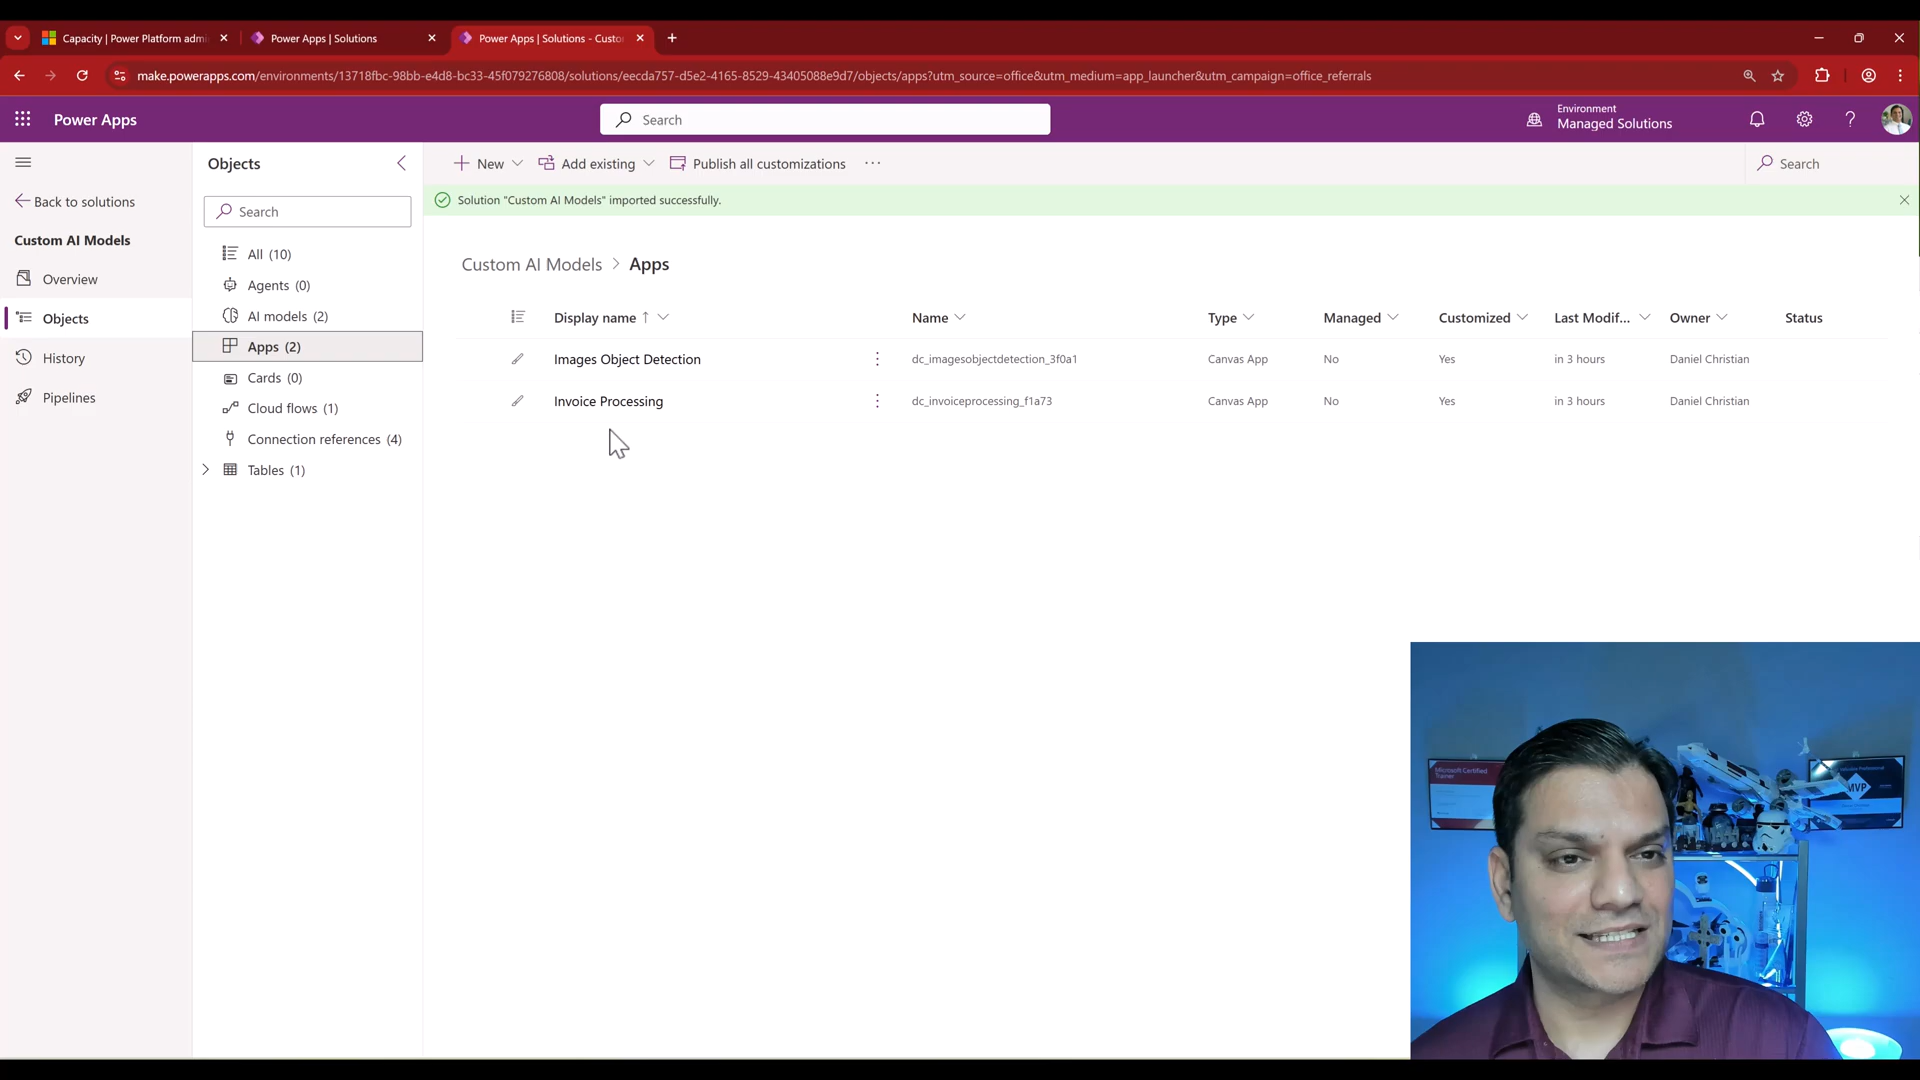 Capacity | Power Platform admi
Power Apps | Solutions
Power Apps | Solutions - Custo
make.powerapps.com/environments/13718fbc-98bb-e4d8-bc33-45f079276808/solutions/eecda757-d5e2-4165-8529-43405088e9d7/objects/apps?utm_source=office&utm_medium=app_launcher&utm_campaign=office_referrals
Power Apps
Search
Environment
Managed Solutions
Back to solutions
Custom AI Models
Overview
Objects
History
Pipelines
Objects
Search
All (10)
Agents (0)
AI models (2)
Apps (2)
Cards (0)
Cloud flows (1)
Connection references (4)
Tables (1)
New
Add existing
Publish all customizations
Search
Solution "Custom AI Models" imported successfully.
Custom AI Models > Apps
Display name ↑ Name Type Managed Customized Last Modif... Owner Status
Images Object Detection dc_imagesobjectdetection_3f0a1 Canvas App No Yes in 3 hours Daniel Christian
Invoice Processing dc_invoiceprocessing_f1a73 Canvas App No Yes in 3 hours Daniel Christian
Microsoft Certified
Trainer
MVP